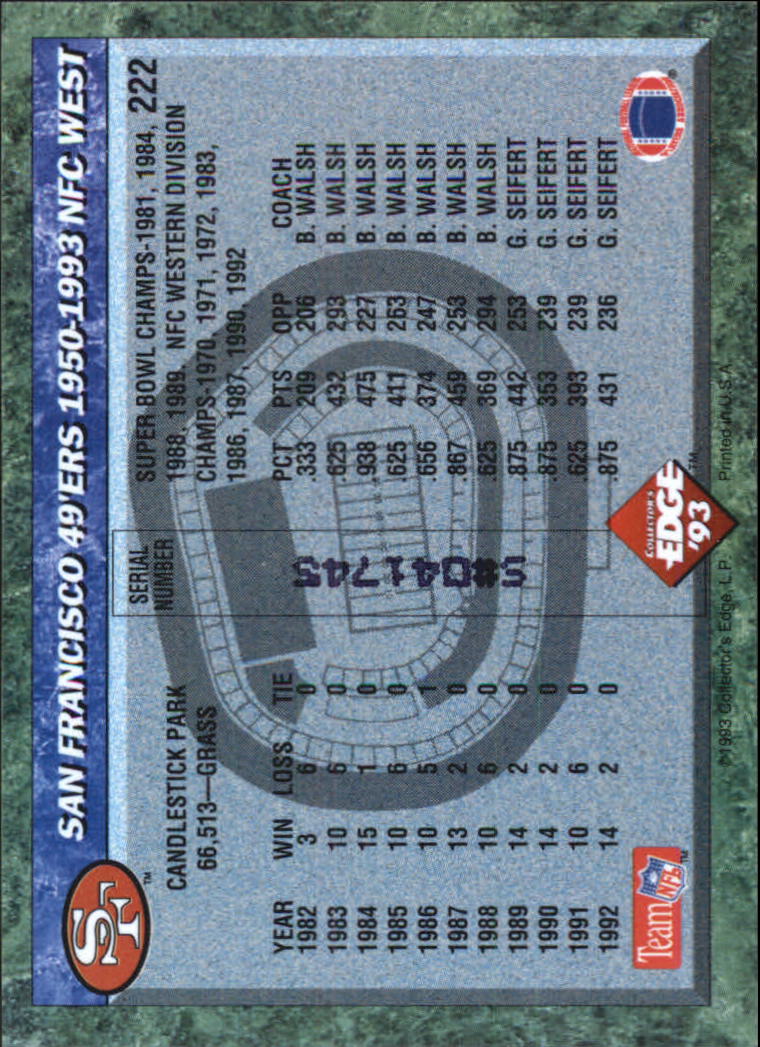 SAN FRANCISCO 49'ERS 1950-1993 NFC WEST
SF
TM
CANDLESTICK PARK
66,513—GRASS
SERIAL
NUMBER
S#041745
SUPER BOWL CHAMPS-1981, 1984,
1988, 1989. NFC WESTERN DIVISION
CHAMPS-1970, 1971, 1972, 1983,
1986, 1987, 1990, 1992
222
YEAR WIN LOSS TIE PCT PTS OPP COACH
1982 3 6 0 .333 209 206 B. WALSH
1983 10 6 0 .625 432 293 B. WALSH
1984 15 1 0 .938 475 227 B. WALSH
1985 10 6 0 .625 411 263 B. WALSH
1986 10 5 1 .656 374 247 B. WALSH
1987 13 2 0 .867 459 253 B. WALSH
1988 10 6 0 .625 369 294 B. WALSH
1989 14 2 0 .875 442 253 G. SEIFERT
1990 14 2 0 .875 353 239 G. SEIFERT
1991 10 6 0 .625 393 239 G. SEIFERT
1992 14 2 0 .875 431 236 G. SEIFERT
Team NFL TM
COLLECTOR'S
EDGE
'93
TM
®
©1993 Collector's Edge, L.P. Printed in U.S.A.